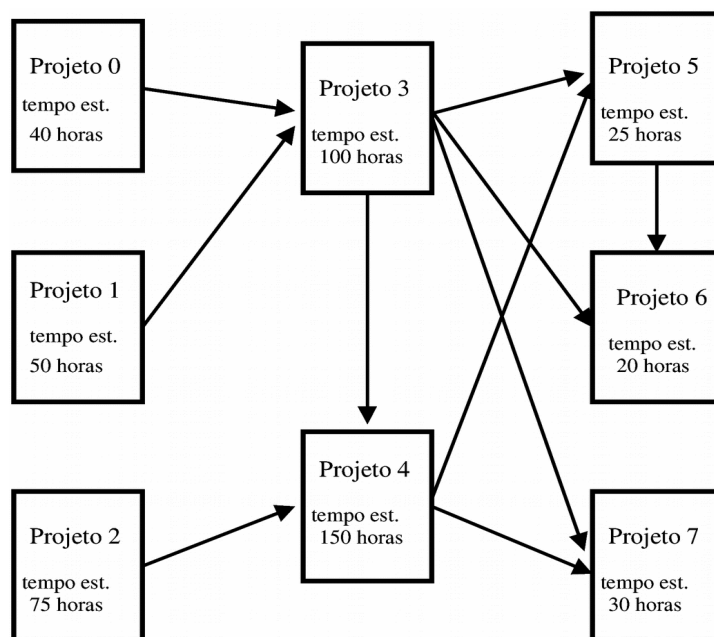 Projeto 0
tempo est.
40 horas
Projeto 1
tempo est.
50 horas
Projeto 2
tempo est.
75 horas
Projeto 3
tempo est.
100 horas
Projeto 4
tempo est.
150 horas
Projeto 5
tempo est.
25 horas
Projeto 6
tempo est.
20 horas
Projeto 7
tempo est.
30 horas